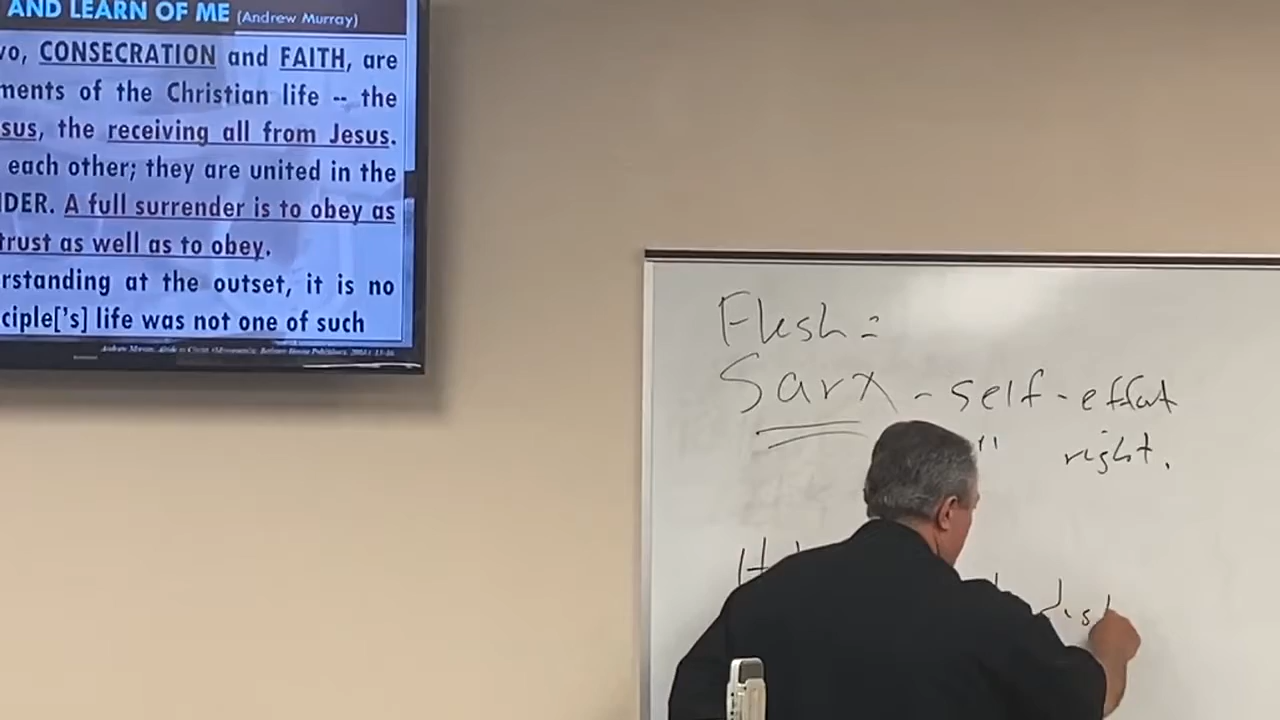 AND LEARN OF ME (Andrew Murray)
vo, CONSECRATION and FAITH, are
ments of the Christian life -- the
sus, the receiving all from Jesus.
each other; they are united in the
DER. A full surrender is to obey as
trust as well as to obey.
rstanding at the outset, it is no
ciple['s] life was not one of such
Flesh =
Sarx - self-effort
" right.